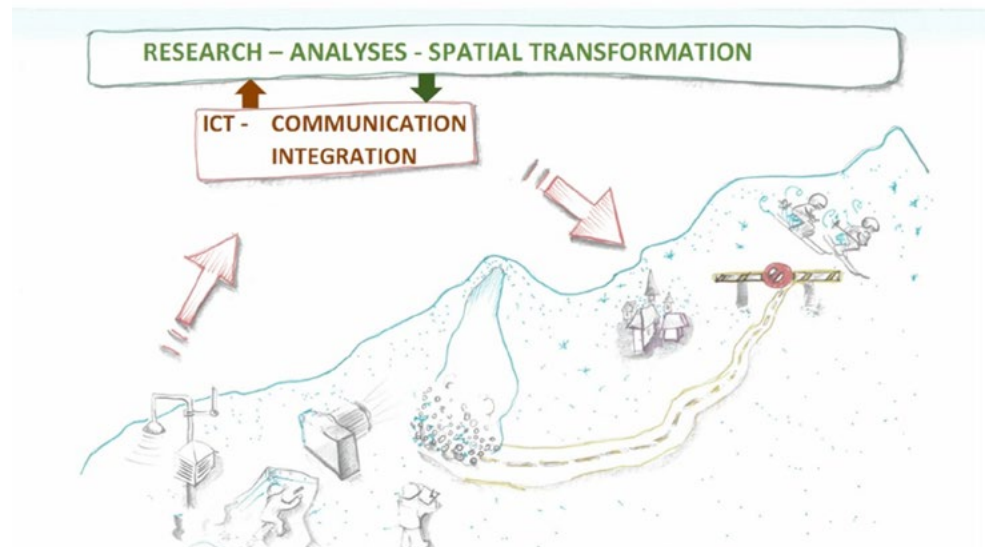 RESEARCH – ANALYSES - SPATIAL TRANSFORMATION
ICT - COMMUNICATION
INTEGRATION